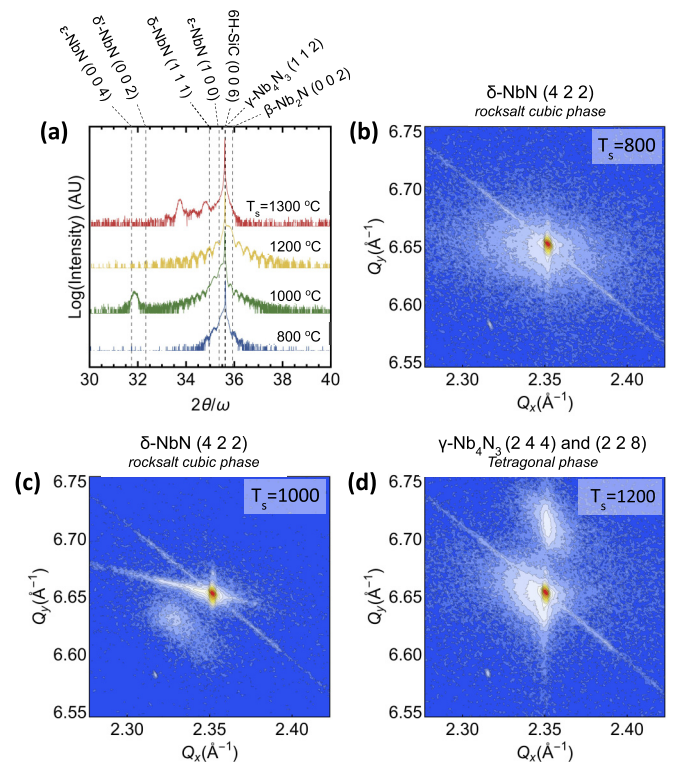 ε-NbN (0 0 4)
δ'-NbN (0 0 2)
δ-NbN (1 1 1)
ε-NbN (1 0 0)
6H-SiC (0 0 6)
γ-Nb₄N₃ (1 1 2)
β-Nb₂N (0 0 2)
(a)
Log(Intensity) (AU)
Tₛ=1300 ºC
1200 ºC
1000 ºC
800 ºC
30 32 34 36 38 40
2θ/ω
δ-NbN (4 2 2)
rocksalt cubic phase
(b)
Tₛ=800
6.75
6.70
6.65
6.60
6.55
Qy(Å⁻¹)
2.30 2.35 2.40
Qₓ(Å⁻¹)
δ-NbN (4 2 2)
rocksalt cubic phase
(c)
Tₛ=1000
6.75
6.70
6.65
6.60
6.55
Qy(Å⁻¹)
2.30 2.35 2.40
Qₓ(Å⁻¹)
γ-Nb₄N₃ (2 4 4) and (2 2 8)
Tetragonal phase
(d)
Tₛ=1200
6.75
6.70
6.65
6.60
6.55
Qy(Å⁻¹)
2.30 2.35 2.40
Qₓ(Å⁻¹)